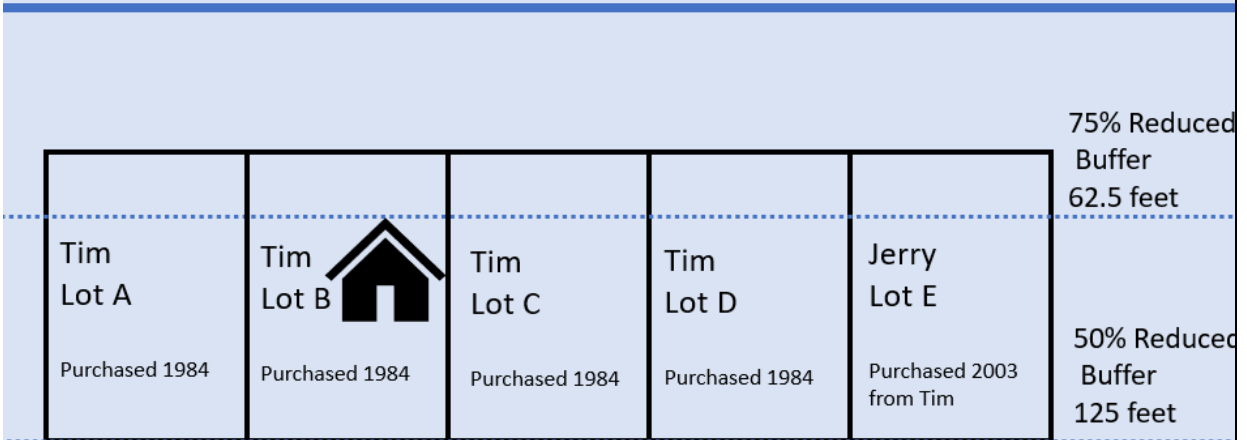 75% Reduced
Buffer
62.5 feet
Tim
Lot A
Purchased 1984
Tim
Lot B
Purchased 1984
Tim
Lot C
Purchased 1984
Tim
Lot D
Purchased 1984
Jerry
Lot E
Purchased 2003
from Tim
50% Reduced
Buffer
125 feet